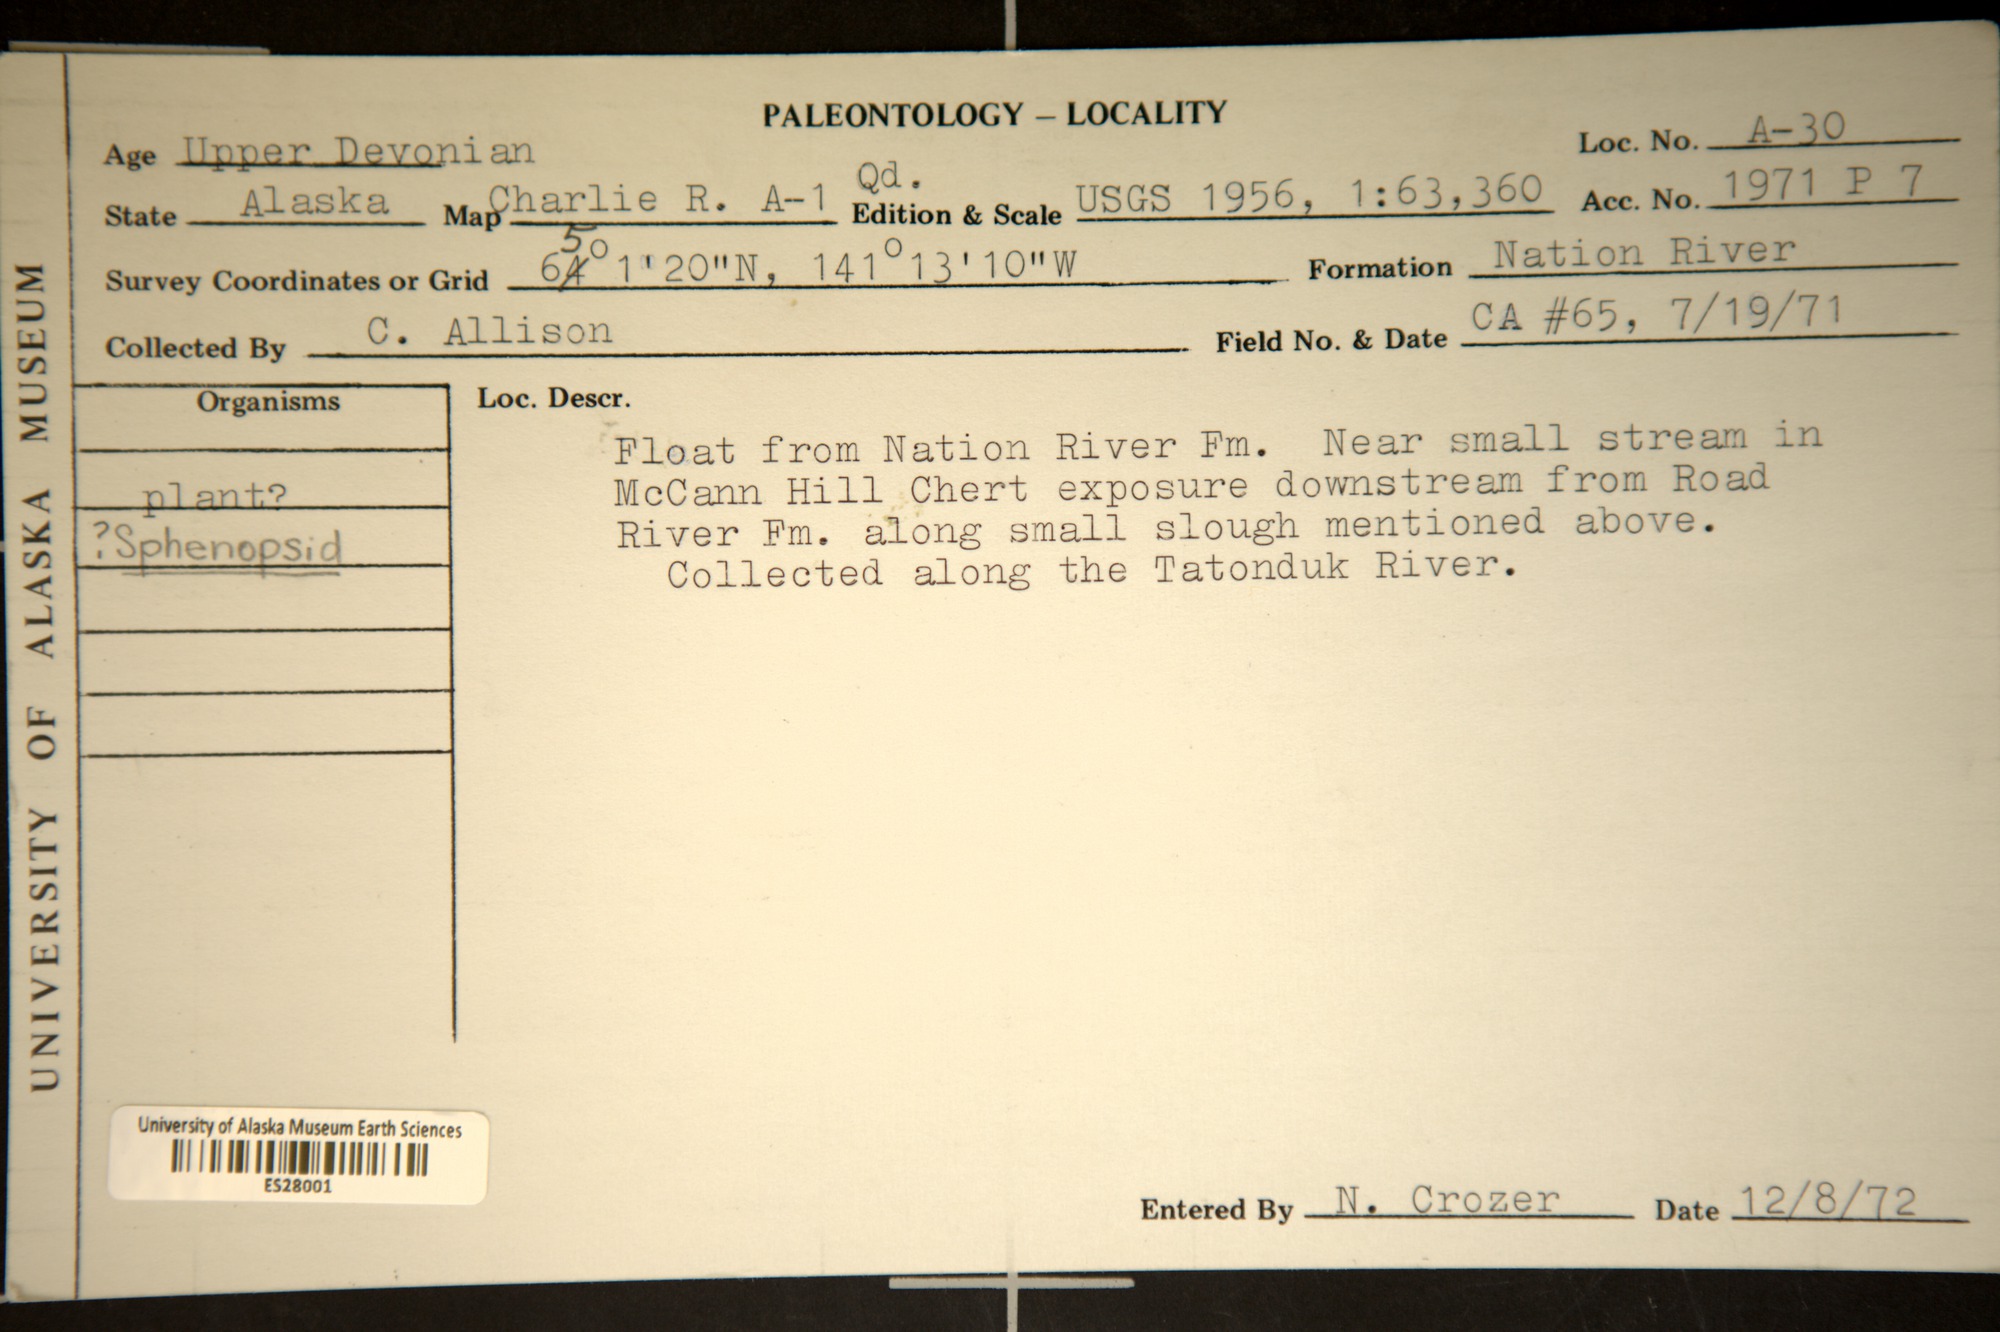 PALEONTOLOGY – LOCALITY
Age Upper Devonian
Loc. No. A-30
State Alaska Map Charlie R. A-1 Qd. Edition & Scale USGS 1956, 1:63,360 Acc. No. 1971 P 7
5
Survey Coordinates or Grid 64°1'20"N, 141°13'10"W Formation Nation River
Collected By C. Allison Field No. & Date CA #65, 7/19/71
Organisms
plant?
?Sphenopsid
Loc. Descr.
Float from Nation River Fm. Near small stream in
McCann Hill Chert exposure downstream from Road
River Fm. along small slough mentioned above.
Collected along the Tatonduk River.
UNIVERSITY OF ALASKA MUSEUM
University of Alaska Museum Earth Sciences
ES28001
Entered By N. Crozer Date 12/8/72